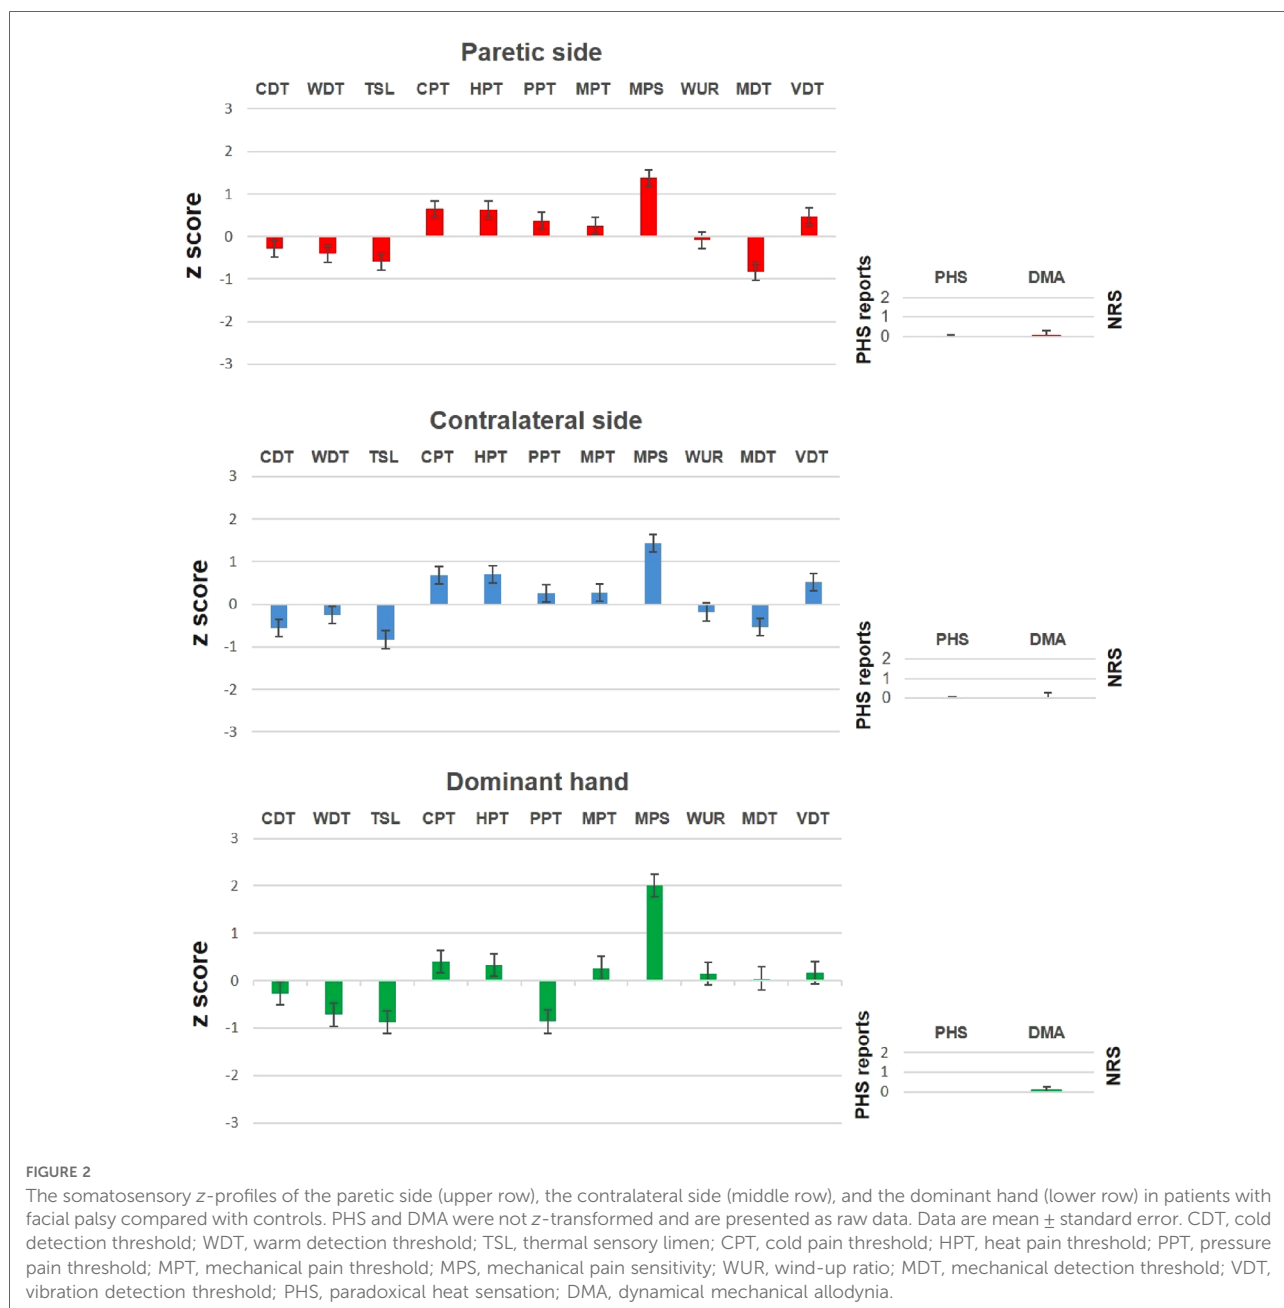 Paretic side
CDT WDT TSL CPT HPT PPT MPT MPS WUR MDT VDT
3
2
1
0
-1
-2
-3
z score
PHS DMA
PHS reports
2
1
0
NRS
Contralateral side
CDT WDT TSL CPT HPT PPT MPT MPS WUR MDT VDT
3
2
1
0
-1
-2
-3
z score
PHS DMA
PHS reports
2
1
0
NRS
Dominant hand
CDT WDT TSL CPT HPT PPT MPT MPS WUR MDT VDT
3
2
1
0
-1
-2
-3
z score
PHS DMA
PHS reports
2
1
0
NRS
FIGURE 2
The somatosensory z-profiles of the paretic side (upper row), the contralateral side (middle row), and the dominant hand (lower row) in patients with
facial palsy compared with controls. PHS and DMA were not z-transformed and are presented as raw data. Data are mean ± standard error. CDT, cold
detection threshold; WDT, warm detection threshold; TSL, thermal sensory limen; CPT, cold pain threshold; HPT, heat pain threshold; PPT, pressure
pain threshold; MPT, mechanical pain threshold; MPS, mechanical pain sensitivity; WUR, wind-up ratio; MDT, mechanical detection threshold; VDT,
vibration detection threshold; PHS, paradoxical heat sensation; DMA, dynamical mechanical allodynia.